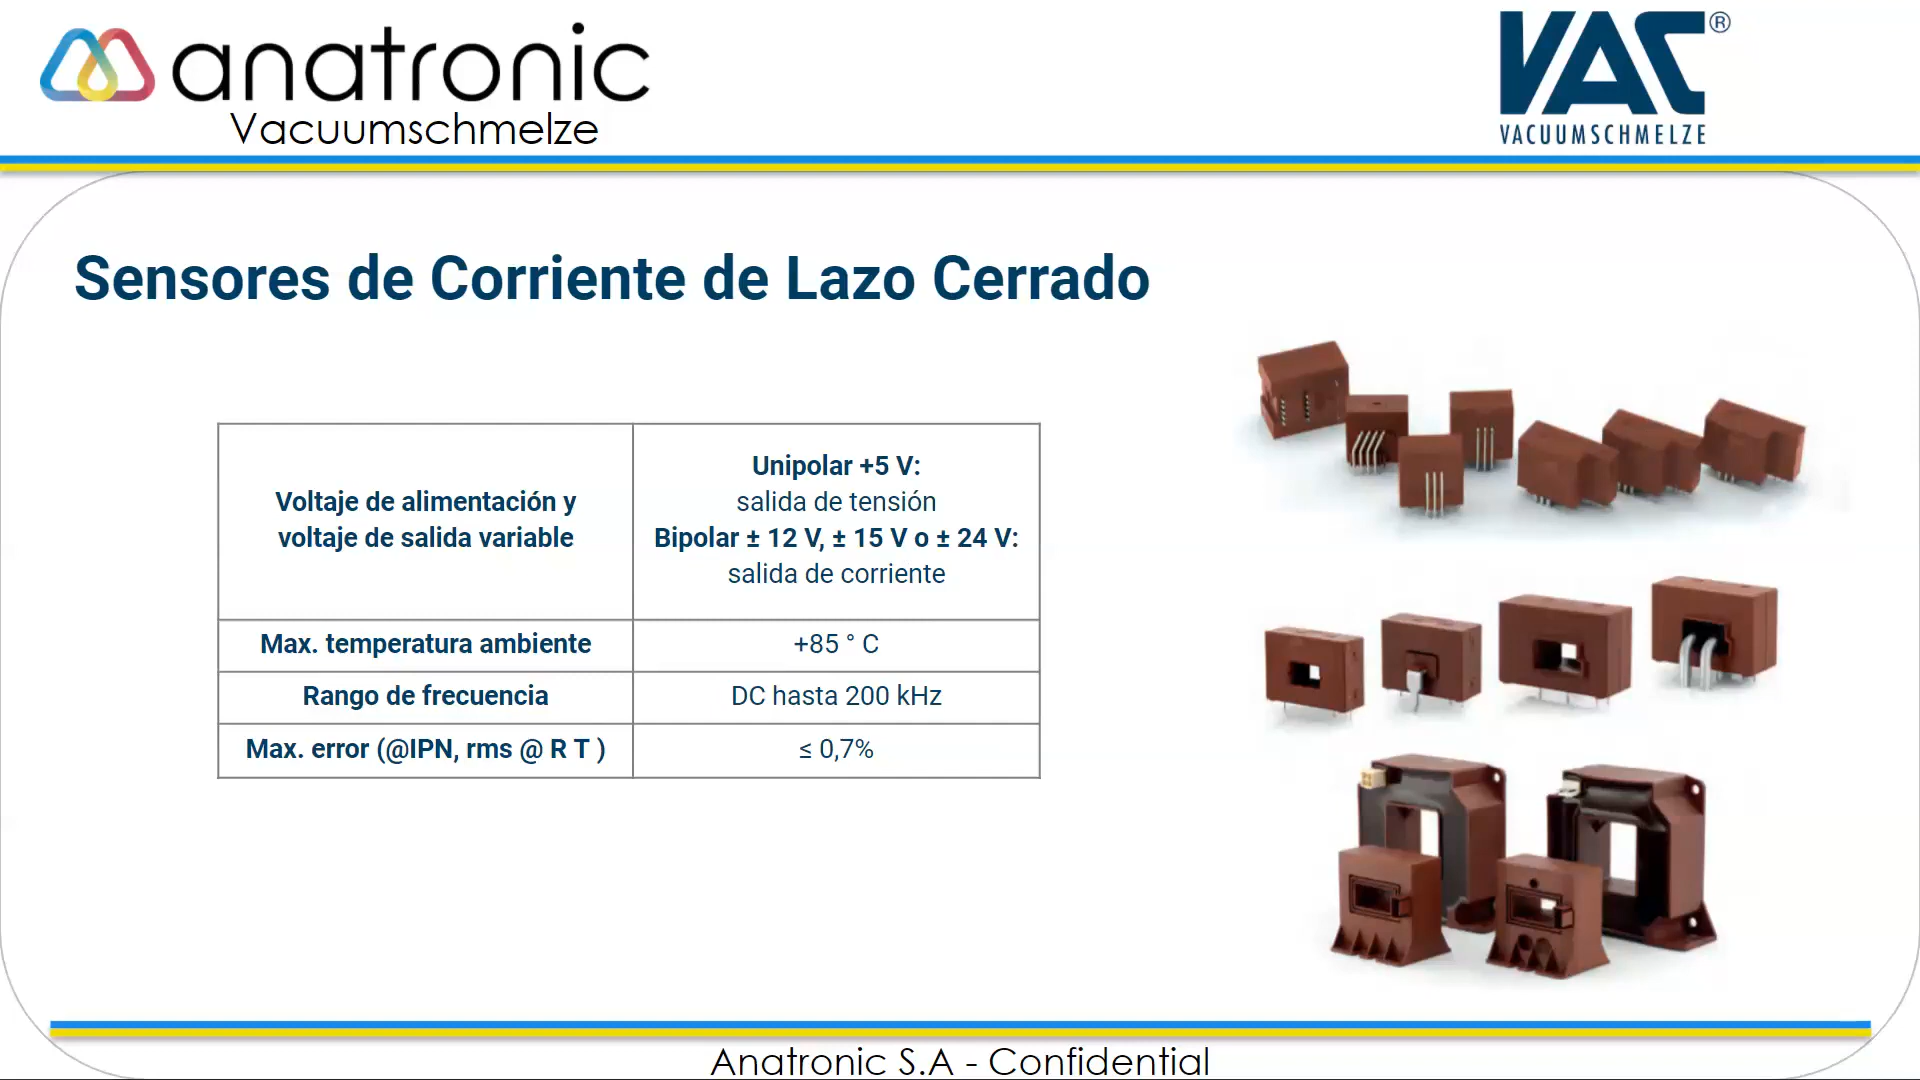 anatronic
Vacuumschmelze
VAC®
VACUUMSCHMELZE
Sensores de Corriente de Lazo Cerrado
Voltaje de alimentación y
voltaje de salida variable
Unipolar +5 V:
salida de tensión
Bipolar ± 12 V, ± 15 V o ± 24 V:
salida de corriente
Max. temperatura ambiente
+85 ° C
Rango de frecuencia
DC hasta 200 kHz
Max. error (@IPN, rms @ R T )
≤ 0,7%
Anatronic S.A - Confidential